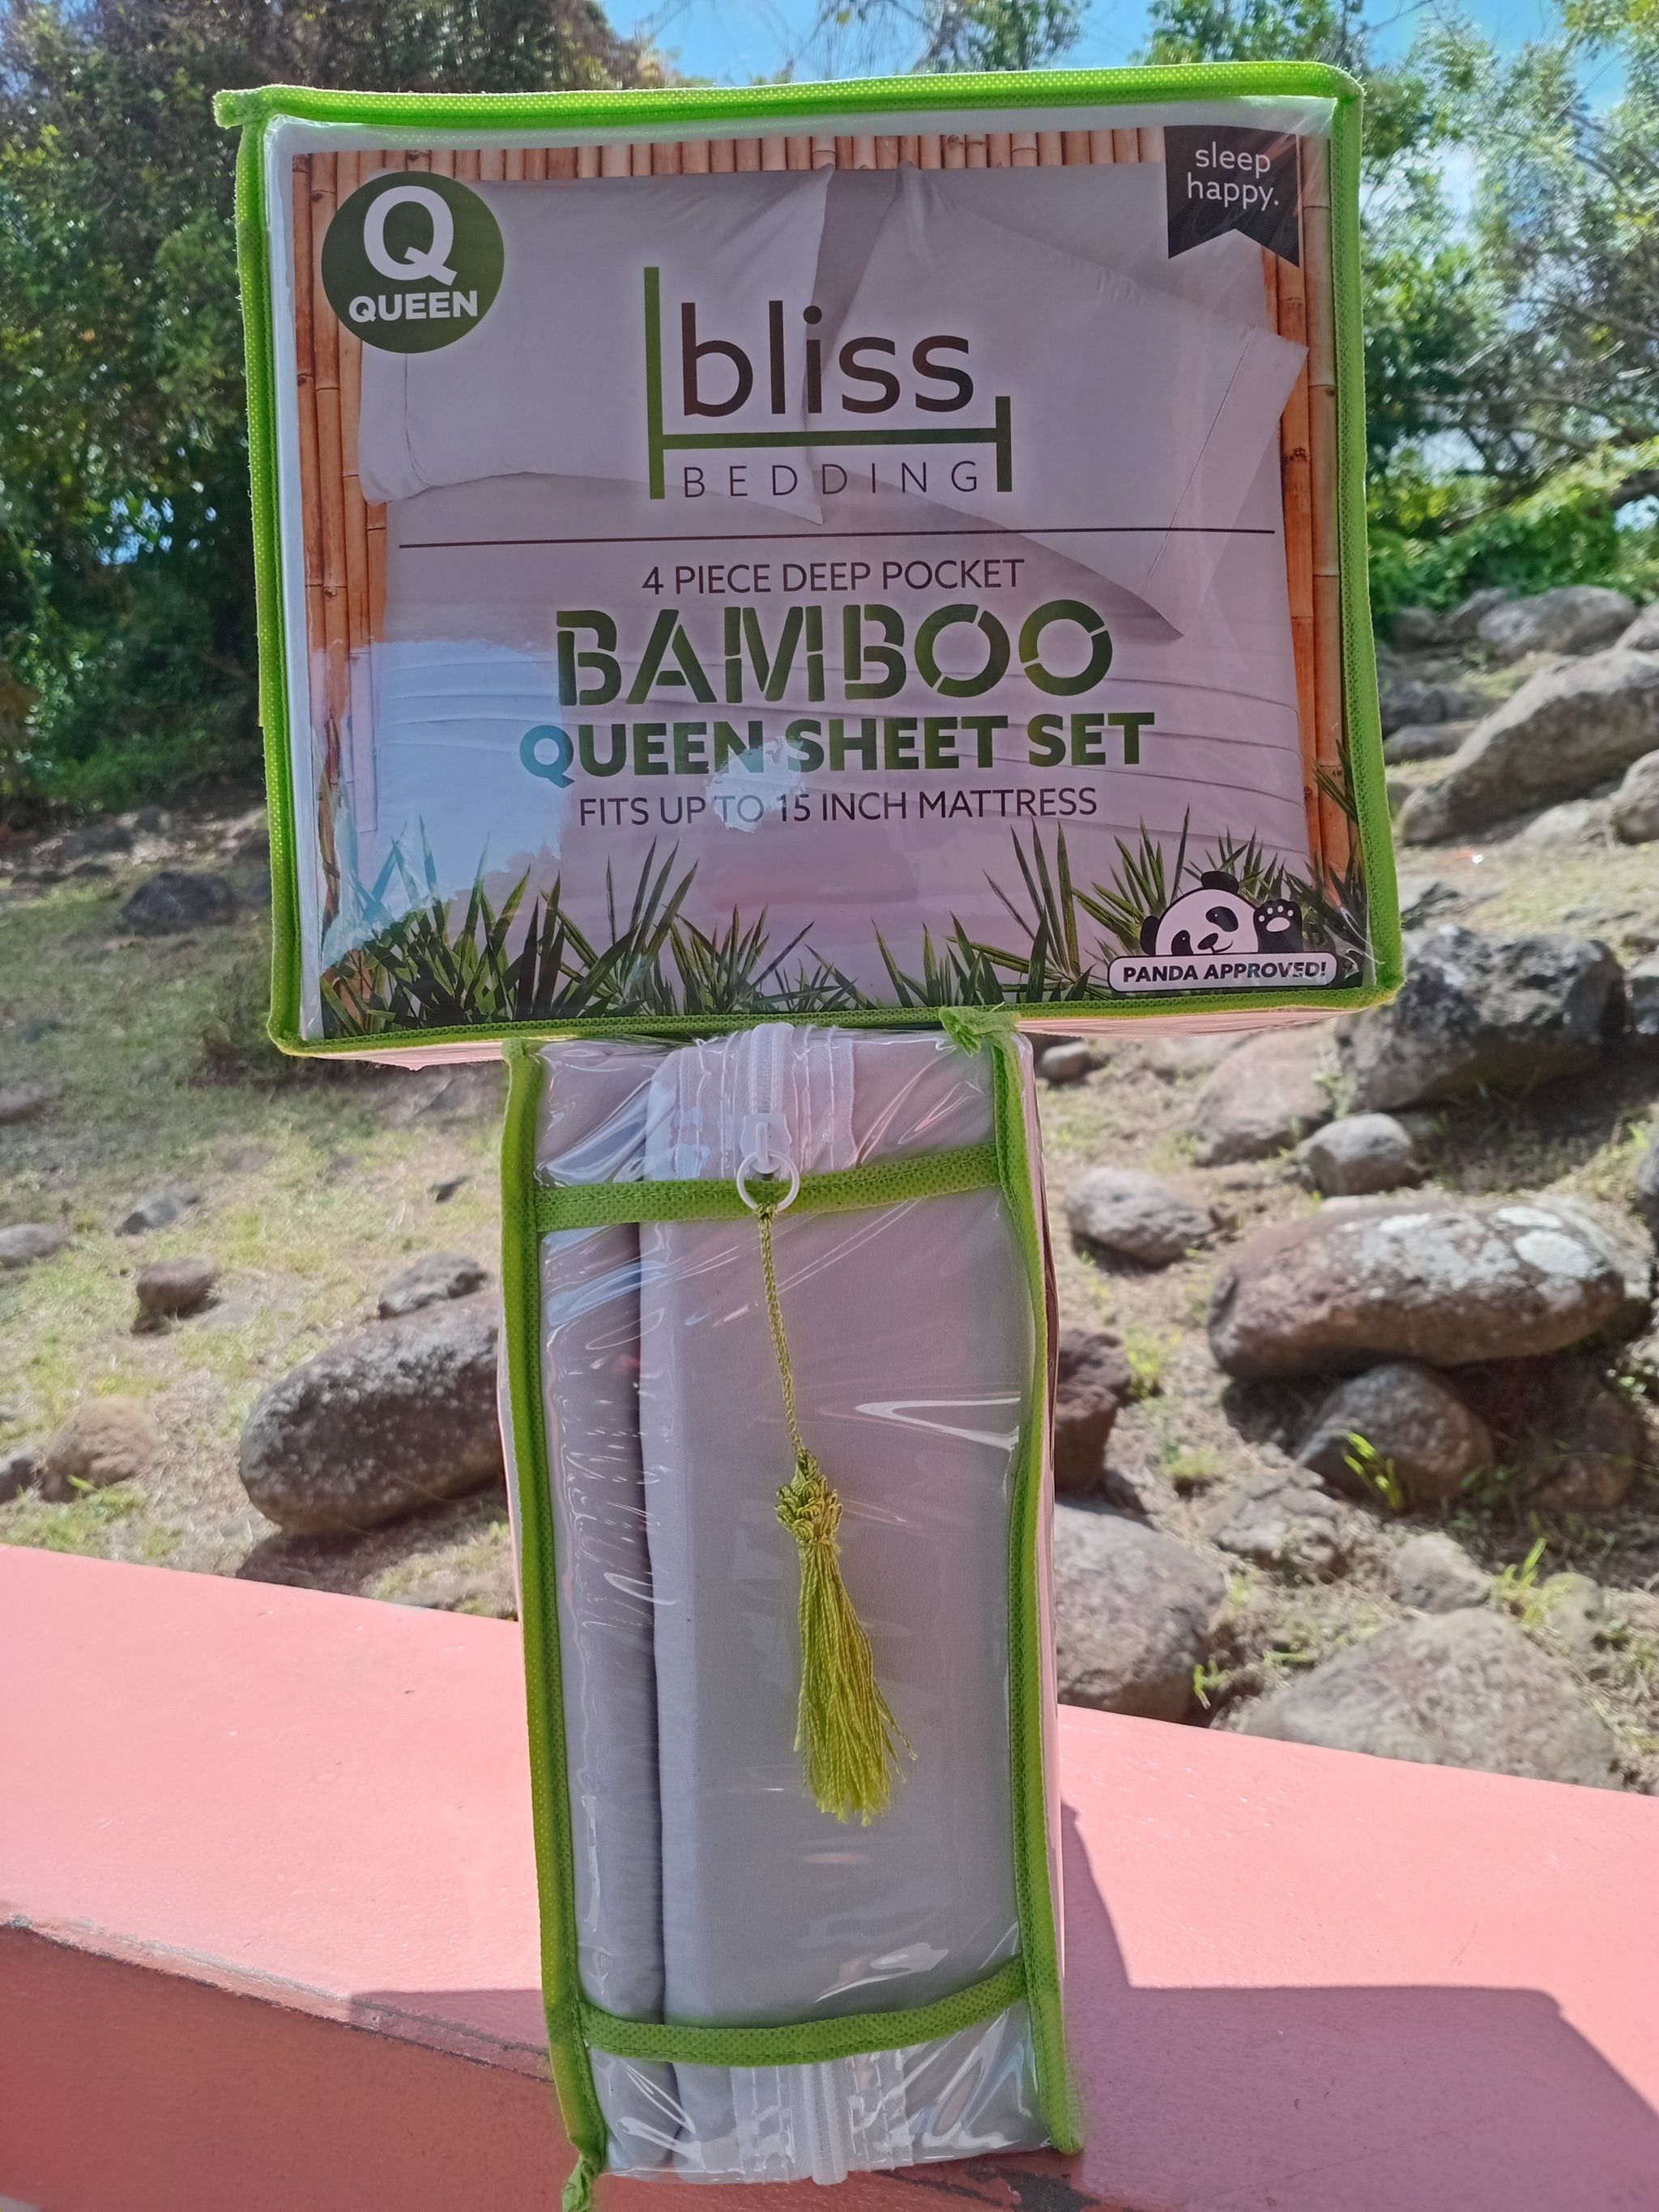 Q
QUEEN
sleep
happy.
bliss
BEDDING
4 PIECE DEEP POCKET
BAMBOO
QUEEN SHEET SET
FITS UP TO 15 INCH MATTRESS
PANDA APPROVED!